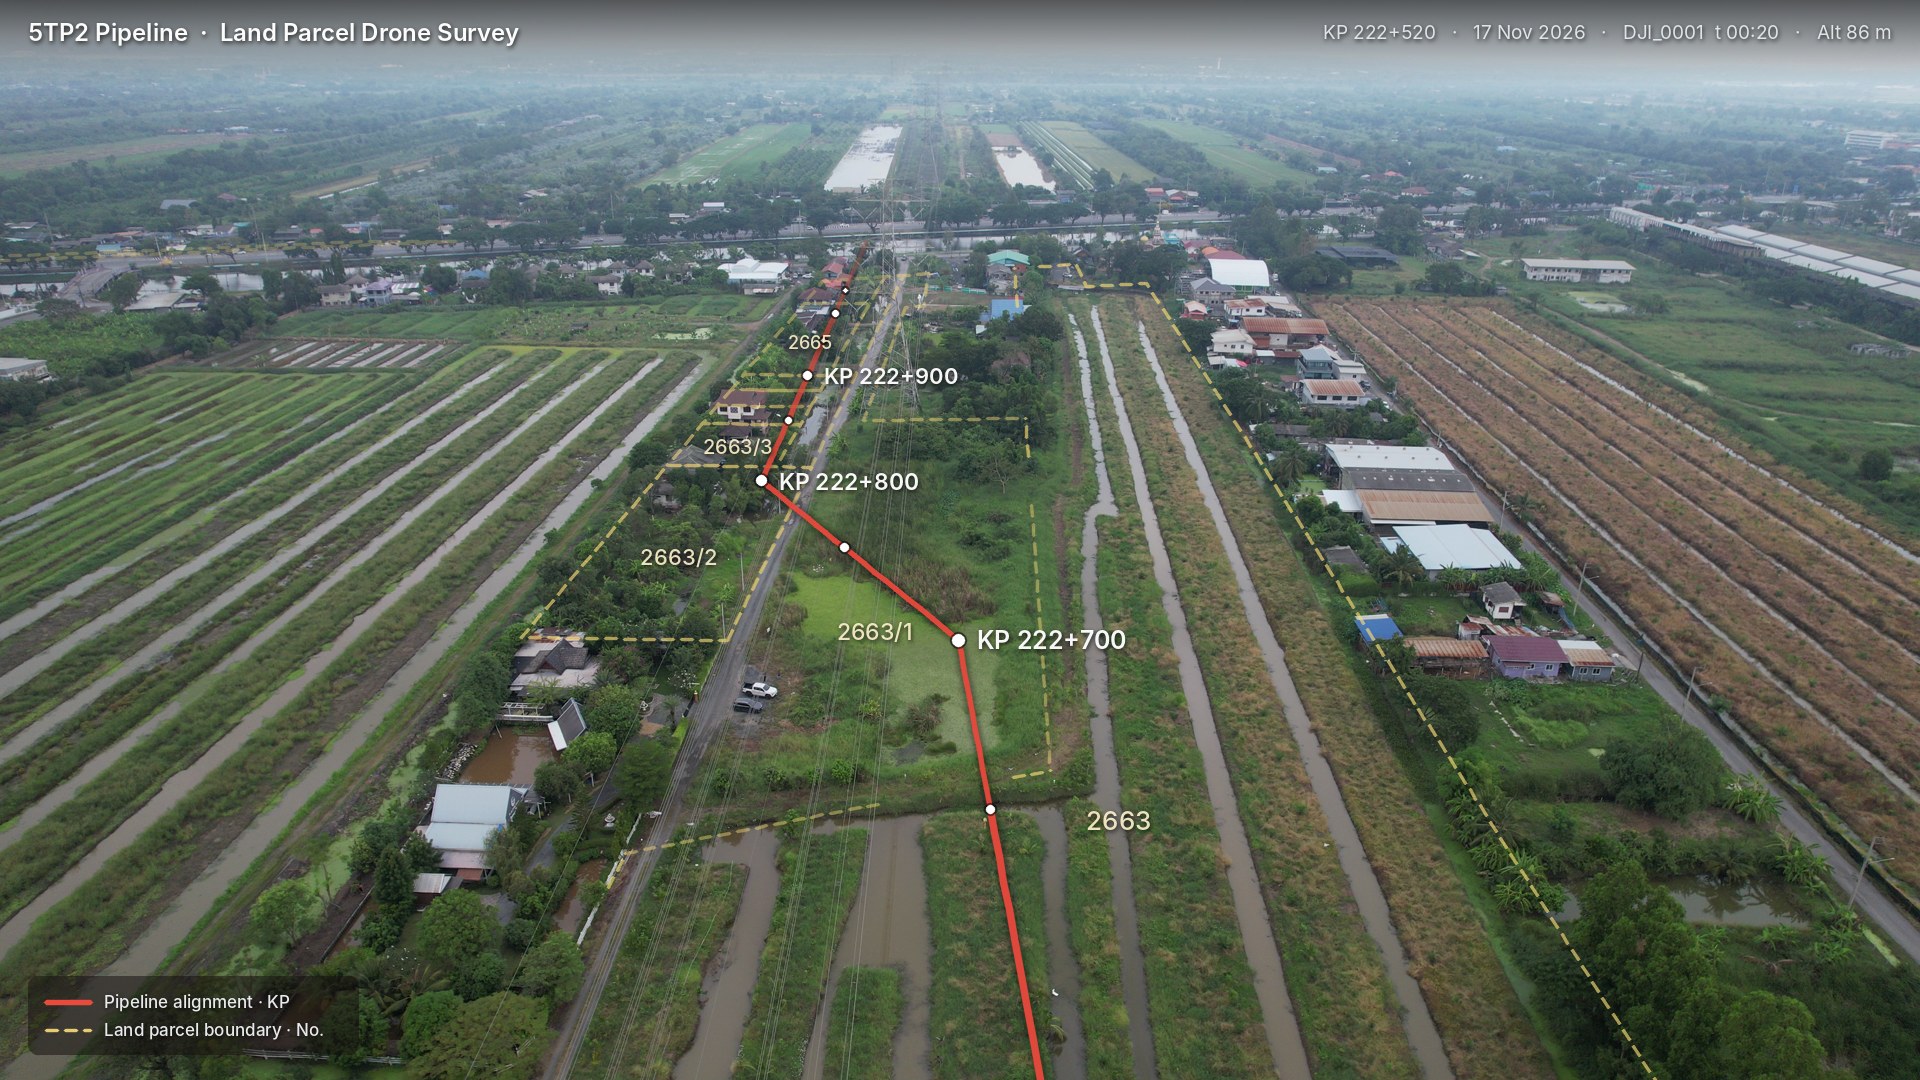 5TP2 Pipeline · Land Parcel Drone Survey
KP 222+520 · 17 Nov 2026 · DJI_0001 t 00:20 · Alt 86 m
2665
KP 222+900
2663/3
KP 222+800
2663/2
2663/1
KP 222+700
2663
Pipeline alignment · KP
Land parcel boundary · No.